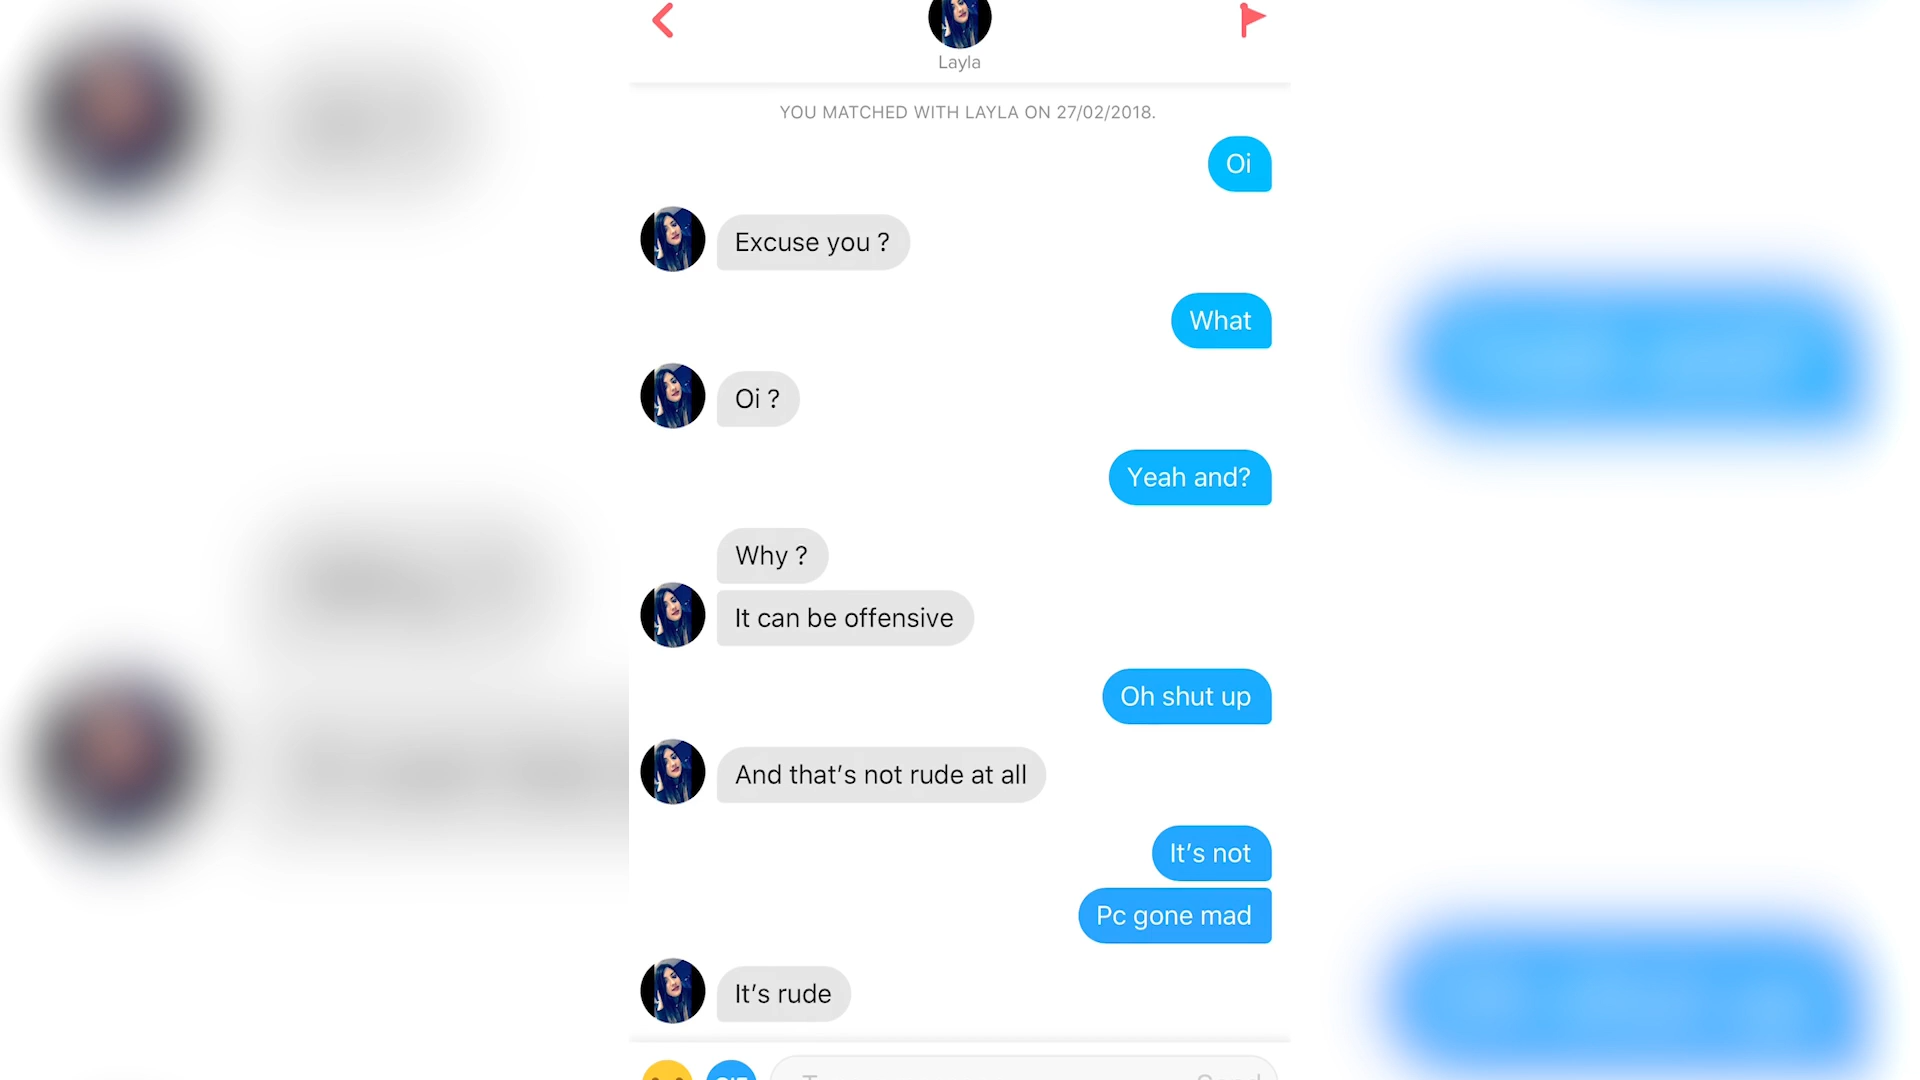 Layla
YOU MATCHED WITH LAYLA ON 27/02/2018.
Oi
Excuse you ?
What
Oi ?
Yeah and?
Why ?
It can be offensive
Oh shut up
And that's not rude at all
It's not
Pc gone mad
It's rude